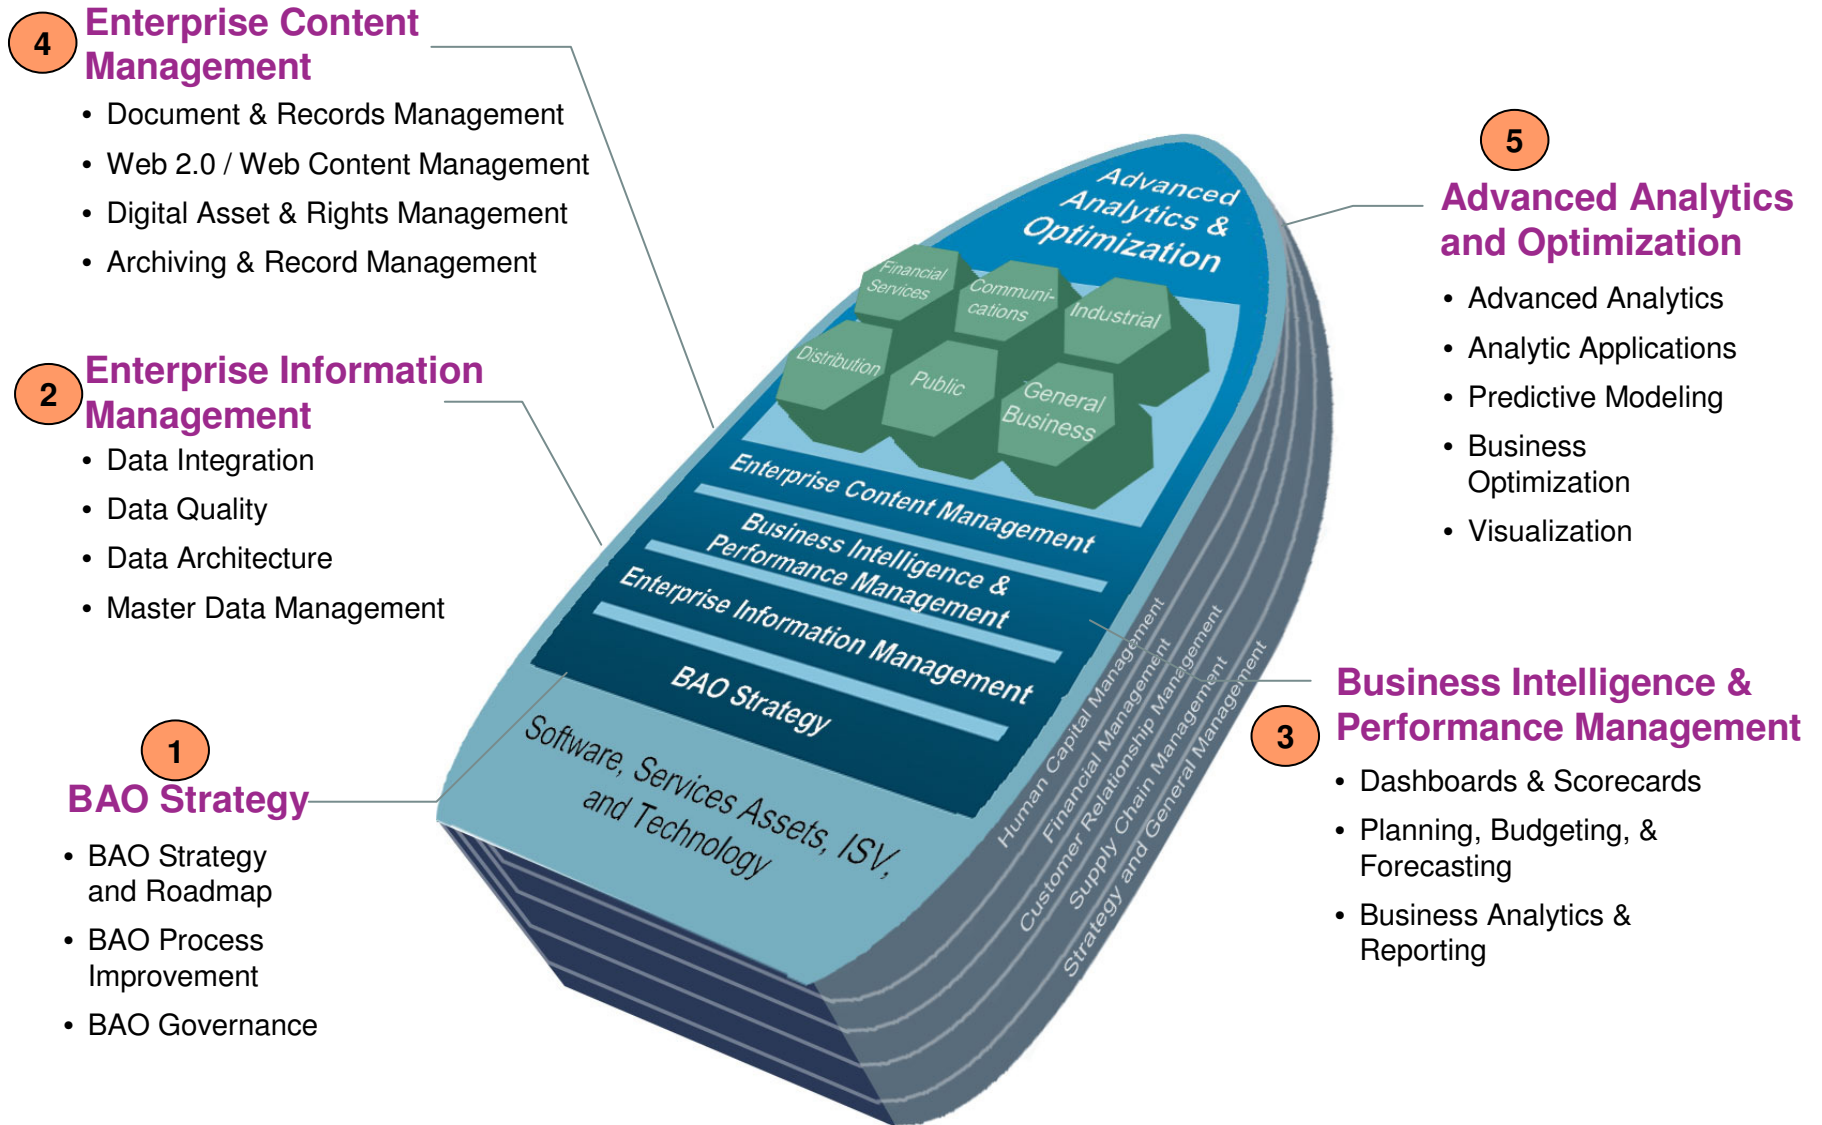 4
Enterprise Content
Management
• Document & Records Management
• Web 2.0 / Web Content Management
• Digital Asset & Rights Management
• Archiving & Record Management
2
Enterprise Information
Management
• Data Integration
• Data Quality
• Data Architecture
• Master Data Management
1
BAO Strategy
• BAO Strategy
and Roadmap
• BAO Process
Improvement
• BAO Governance
Advanced
Analytics &
Optimization
Financial
Services
Communi-
cations
Industrial
Distribution
Public
General
Business
Enterprise Content Management
Business Intelligence &
Performance Management
Enterprise Information Management
BAO Strategy
Software, Services Assets, ISV,
and Technology
Human Capital Management
Financial Management
Customer Relationship Management
Supply Chain Management
Strategy and General Management
5
Advanced Analytics
and Optimization
• Advanced Analytics
• Analytic Applications
• Predictive Modeling
• Business
Optimization
• Visualization
3
Business Intelligence &
Performance Management
• Dashboards & Scorecards
• Planning, Budgeting, &
Forecasting
• Business Analytics &
Reporting